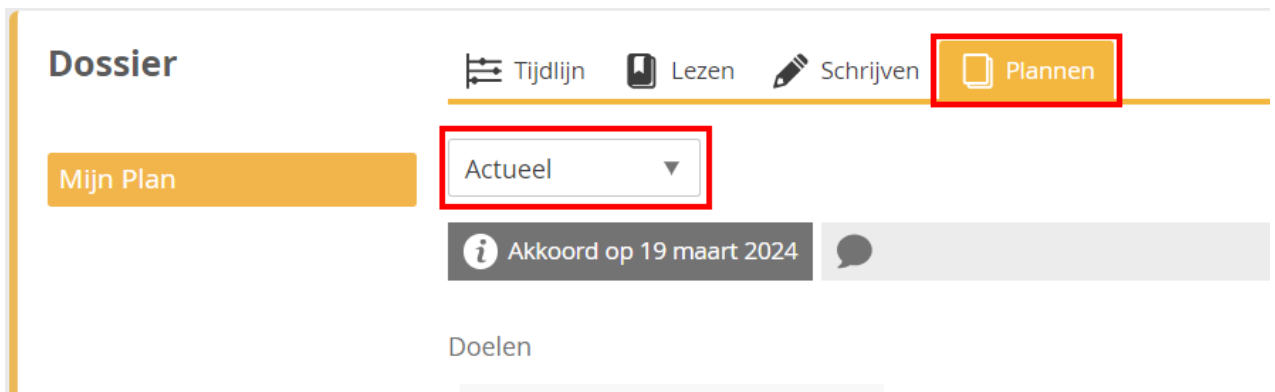 Dossier
Tijdlijn Lezen Schrijven Plannen
Mijn Plan
Actueel
Akkoord op 19 maart 2024
Doelen